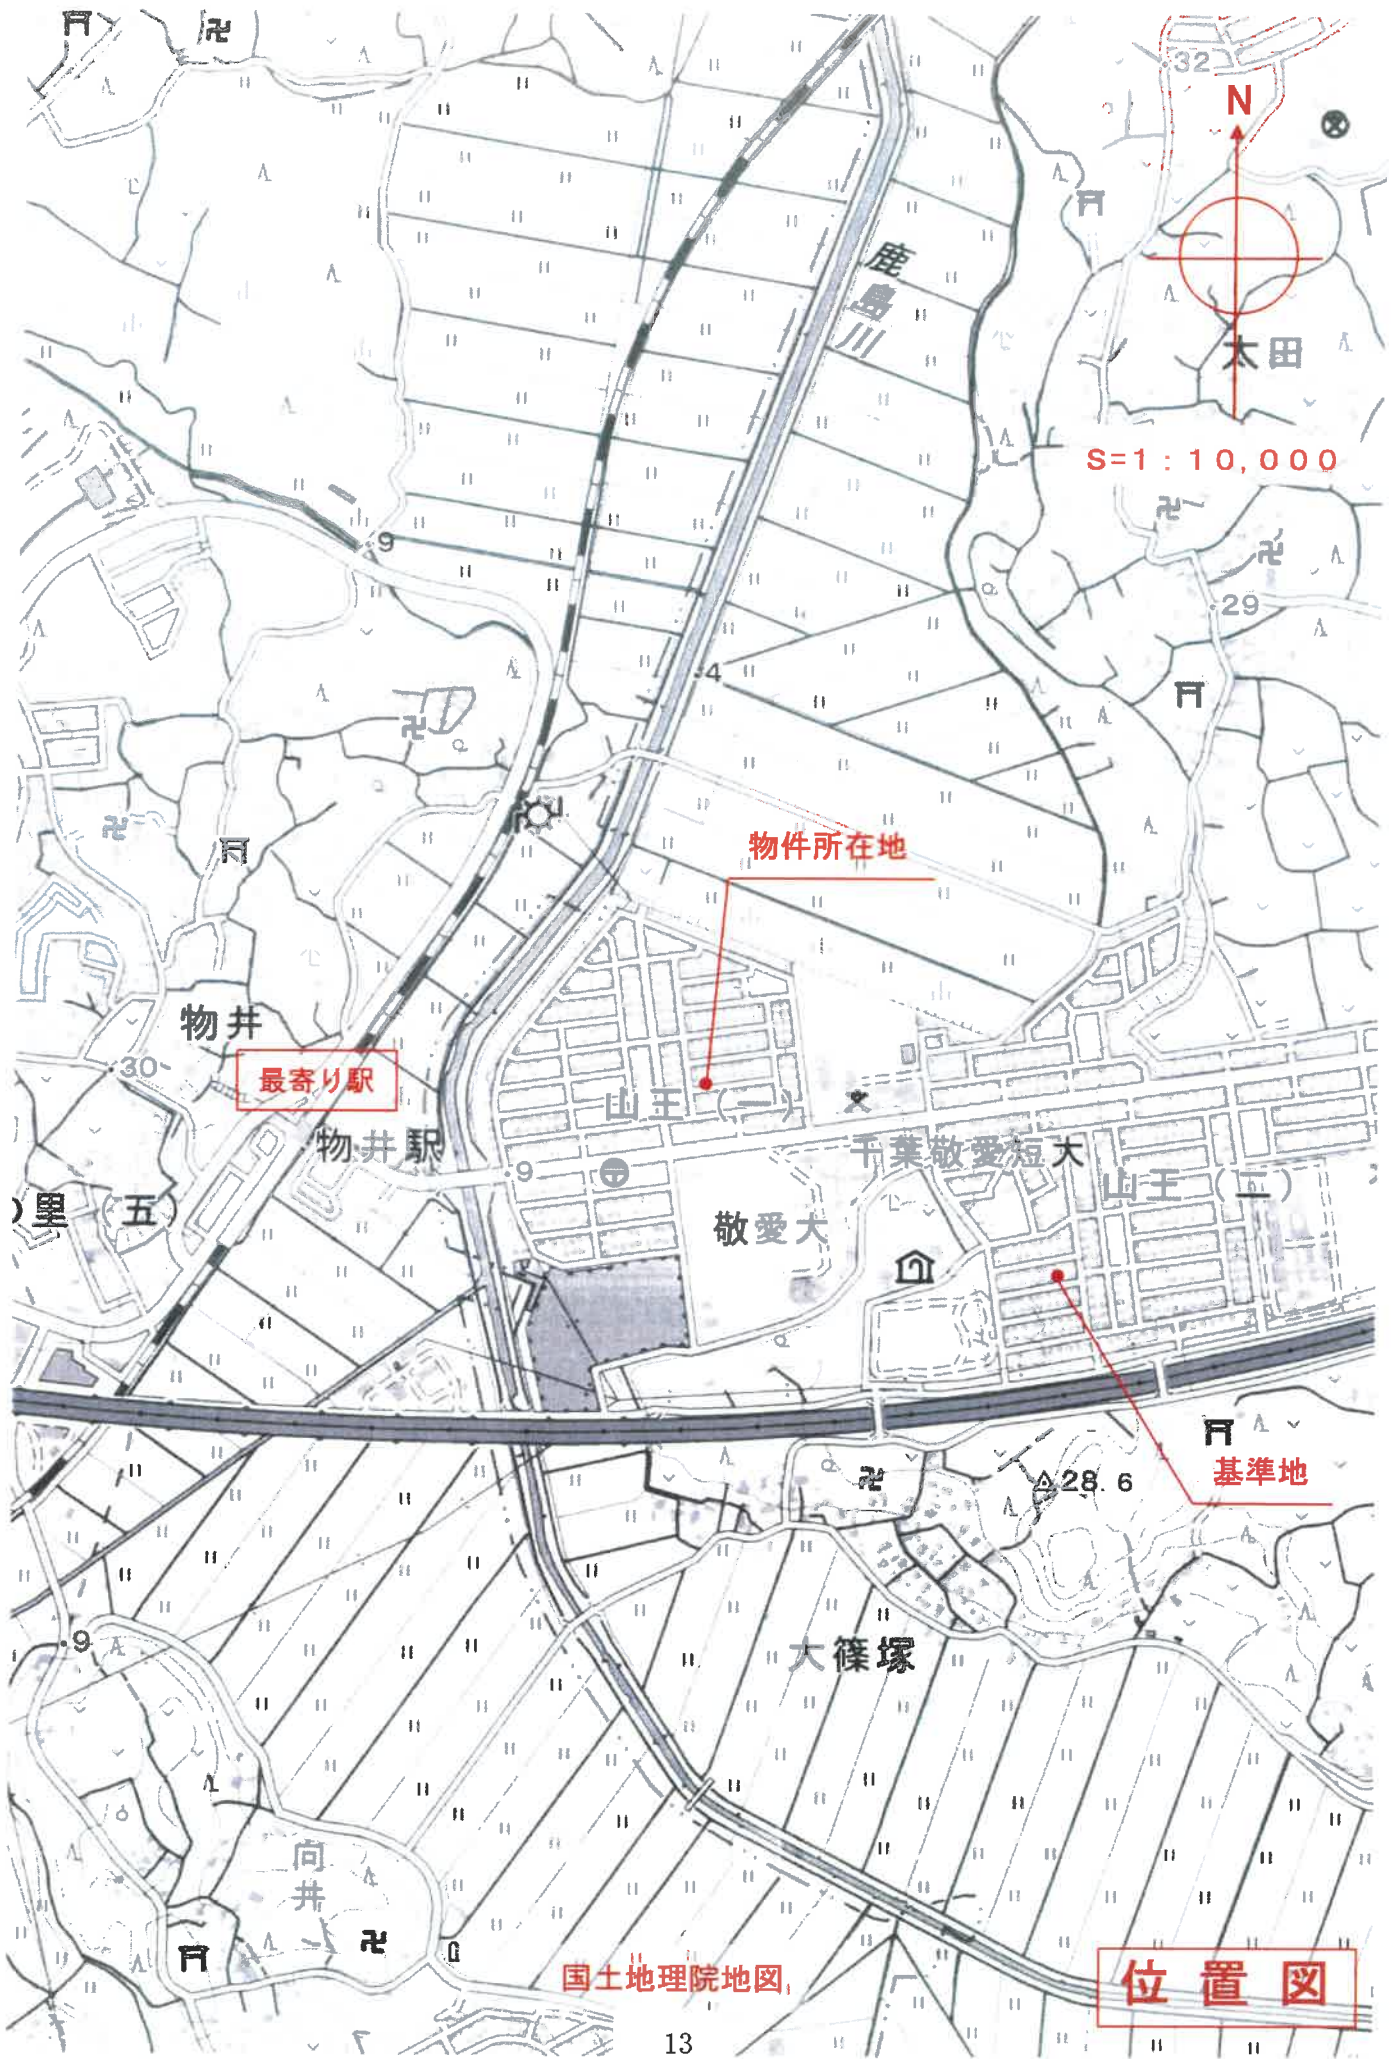 32
N
鹿島川
太田
S=1:10,000
9
29
4
物件所在地
物井
30
最寄り駅
山王(一)
物井駅
千葉敬愛短大
9
山王(二)
里(五)
敬愛大
基準地
28.6
9
大篠塚
向井
国土地理院地図
位置図
13